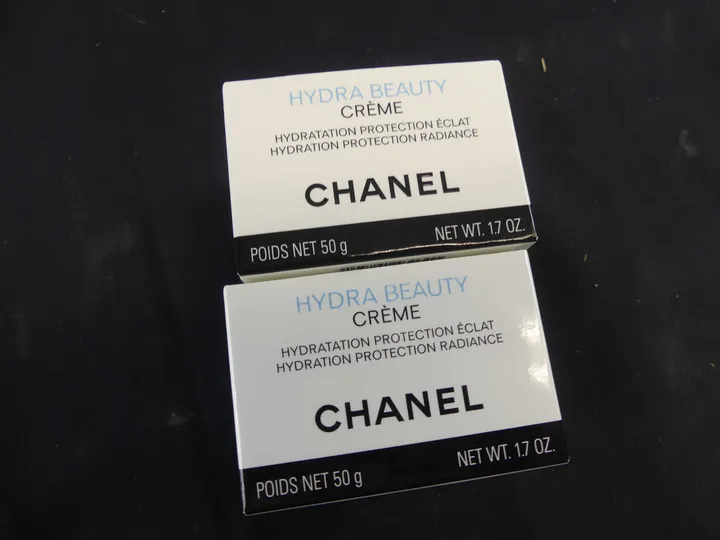 HYDRA BEAUTY
CRÈME
HYDRATATION PROTECTION ÉCLAT
HYDRATION PROTECTION RADIANCE
CHANEL
POIDS NET 50 g NET WT. 1.7 OZ.
HYDRA BEAUTY
CRÈME
HYDRATATION PROTECTION ÉCLAT
HYDRATION PROTECTION RADIANCE
CHANEL
POIDS NET 50 g NET WT. 1.7 OZ.